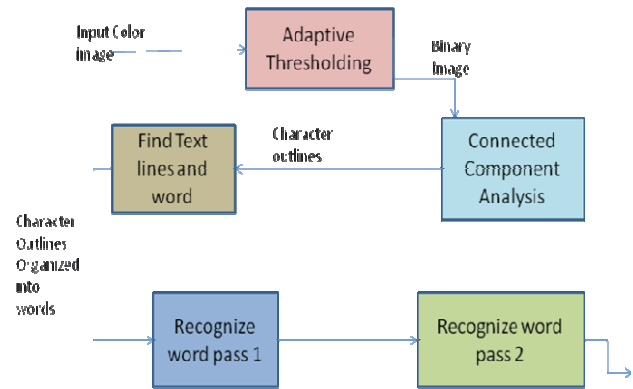 Input Color
image
Adaptive
Thresholding
Binary
Image
Find Text
lines and
word
Character
outlines
Connected
Component
Analysis
Character
Outlines
Organized
into
words
Recognize
word pass 1
Recognize word
pass 2